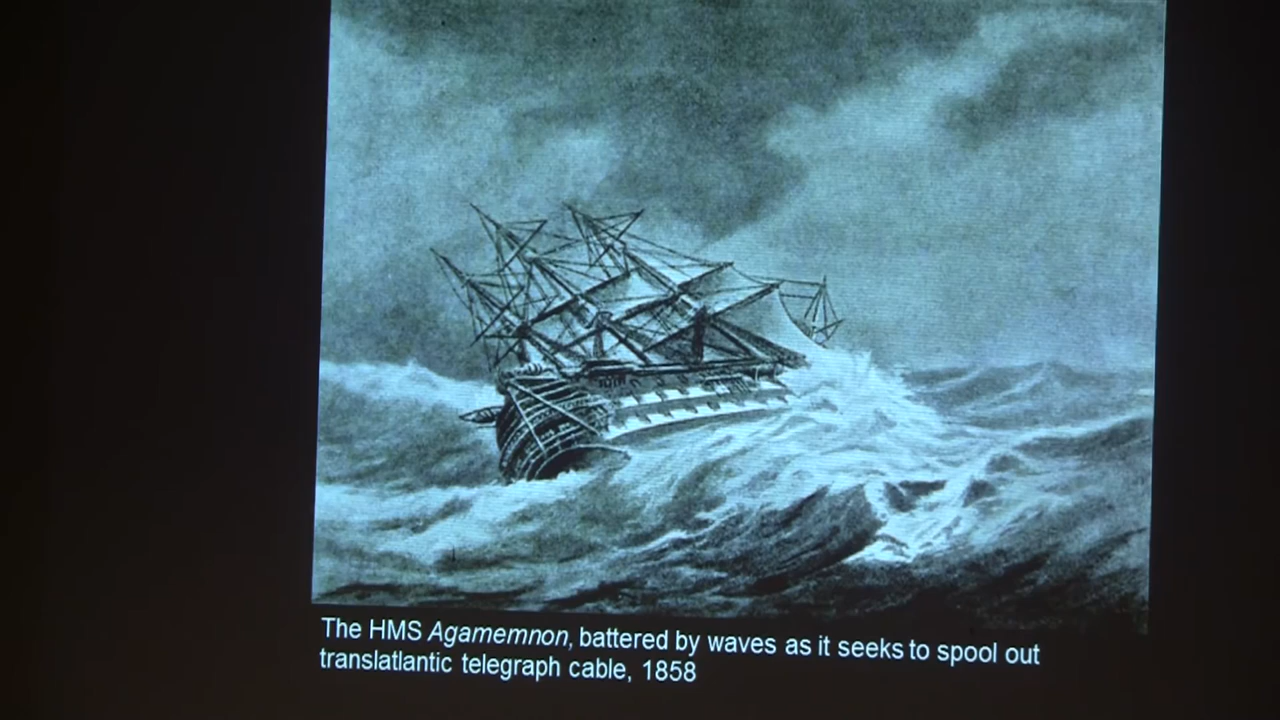 The HMS Agamemnon, battered by waves as it seeks to spool out
translatlantic telegraph cable, 1858